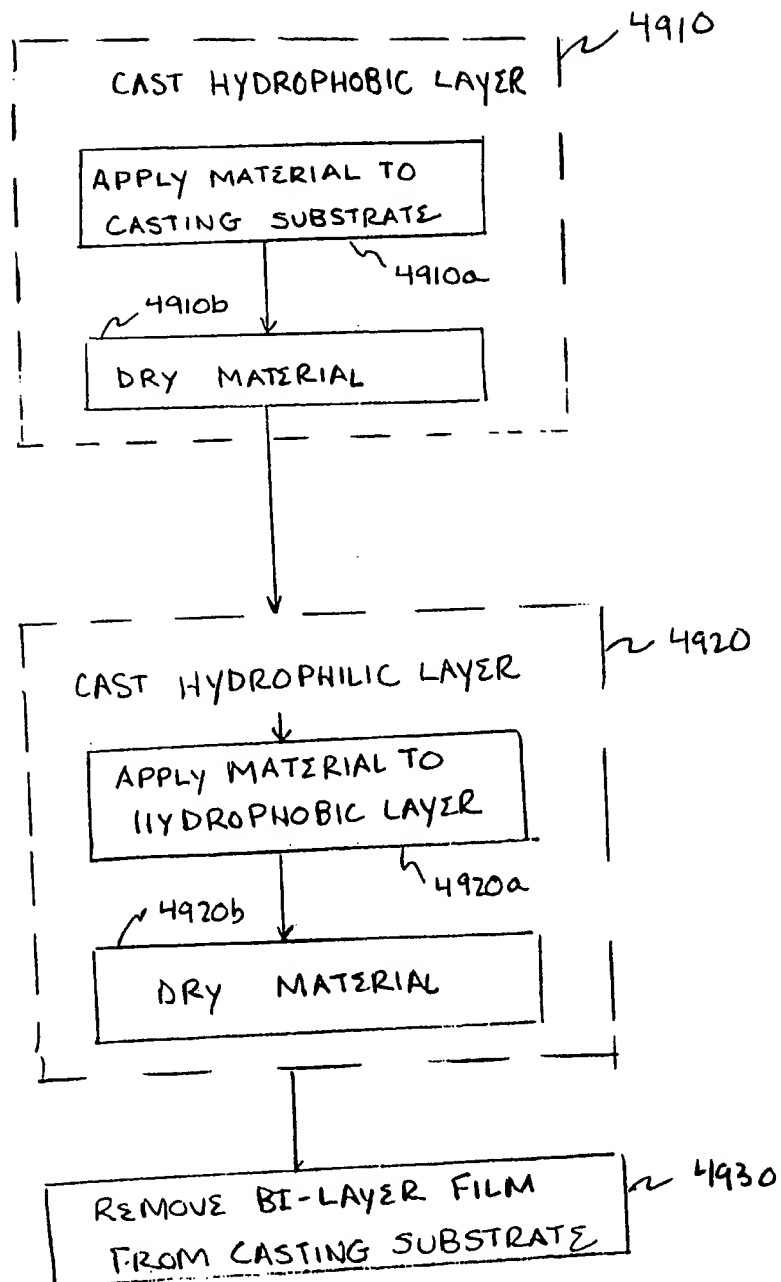 4910
CAST HYDROPHOBIC LAYER
APPLY MATERIAL TO
CASTING SUBSTRATE
4910a
4910b
DRY MATERIAL
4920
CAST HYDROPHILIC LAYER
APPLY MATERIAL TO
HYDROPHOBIC LAYER
4920a
4920b
DRY MATERIAL
4930
REMOVE BI-LAYER FILM
FROM CASTING SUBSTRATE